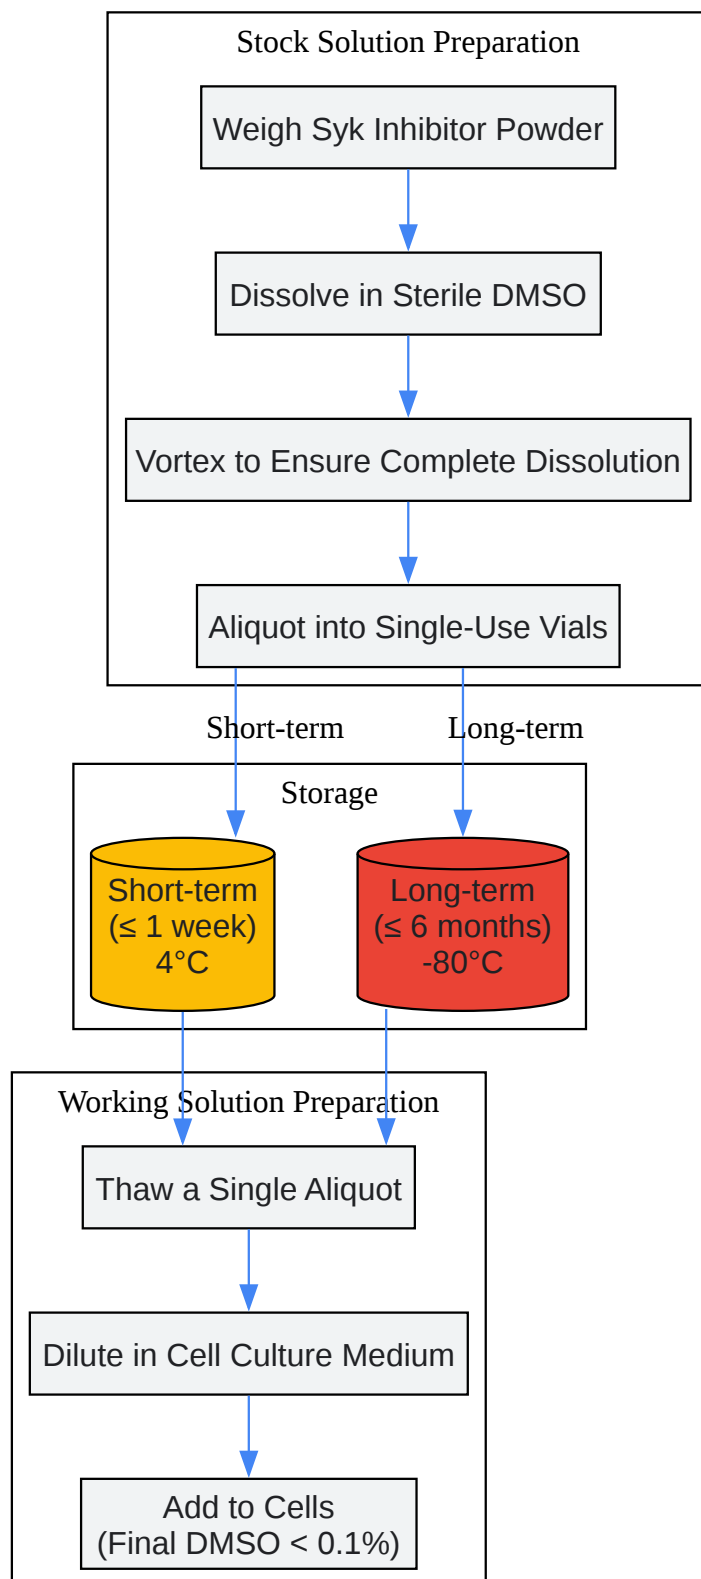 Stock Solution Preparation
Weigh Syk Inhibitor Powder
Dissolve in Sterile DMSO
Vortex to Ensure Complete Dissolution
Aliquot into Single-Use Vials
Short-term
Long-term
Storage
Short-term
(≤ 1 week)
4°C
Long-term
(≤ 6 months)
-80°C
Working Solution Preparation
Thaw a Single Aliquot
Dilute in Cell Culture Medium
Add to Cells
(Final DMSO < 0.1%)